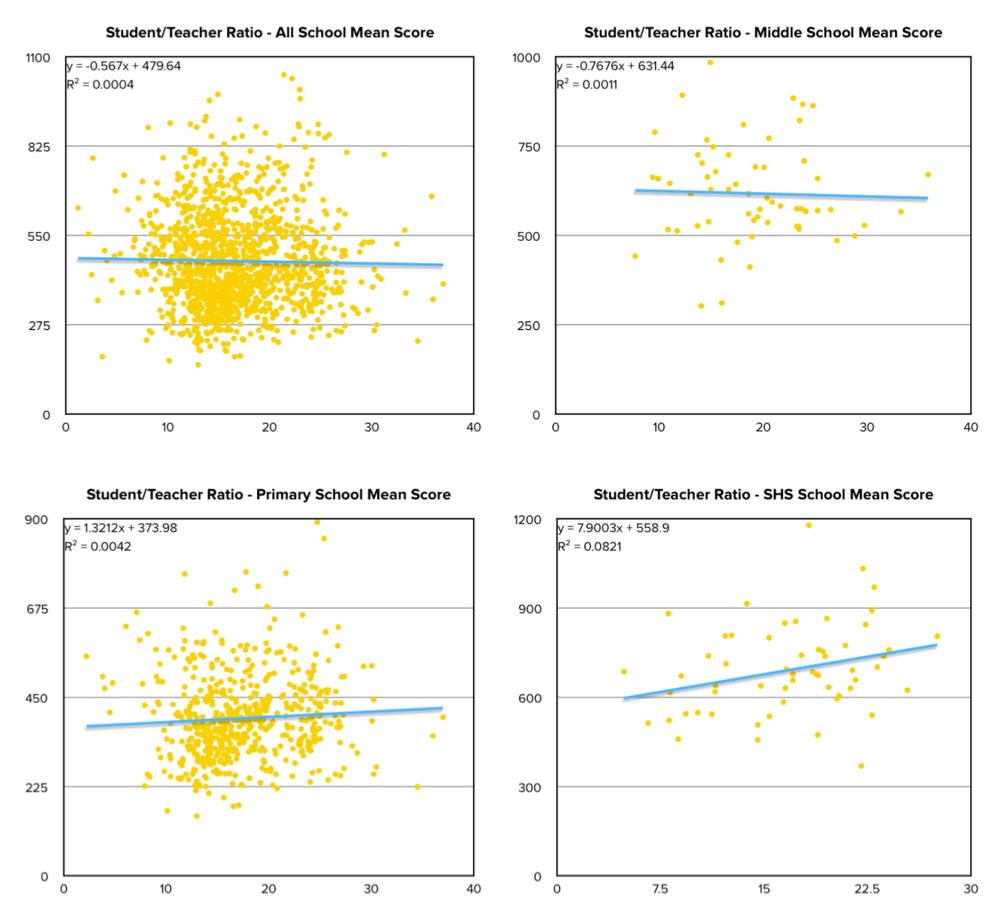 Student/Teacher Ratio - All School Mean Score
1100
y = -0.567x + 479.64
R² = 0.0004
825
550
275
0
0 10 20 30 40
Student/Teacher Ratio - Middle School Mean Score
1000
y = -0.7676x + 631.44
R² = 0.0011
750
500
250
0
0 10 20 30 40
Student/Teacher Ratio - Primary School Mean Score
900
y = 1.3212x + 373.98
R² = 0.0042
675
450
225
0
0 10 20 30 40
Student/Teacher Ratio - SHS School Mean Score
1200
y = 7.9003x + 558.9
R² = 0.0821
900
600
300
0
0 7.5 15 22.5 30